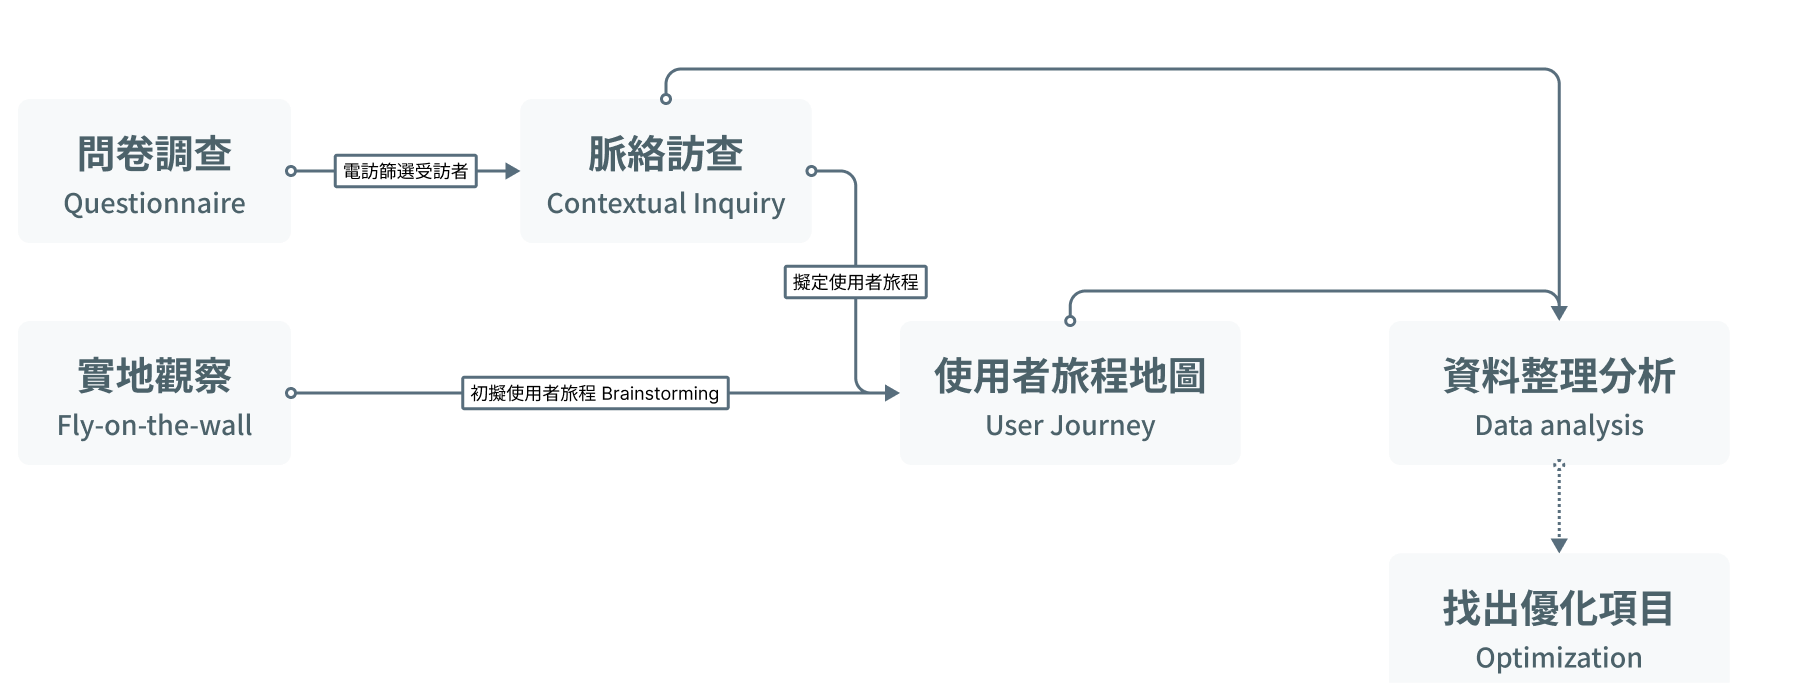 問卷調查
Questionnaire
電訪篩選受訪者
脈絡訪查
Contextual Inquiry
擬定使用者旅程
實地觀察
Fly-on-the-wall
初擬使用者旅程 Brainstorming
使用者旅程地圖
User Journey
資料整理分析
Data analysis
找出優化項目
Optimization